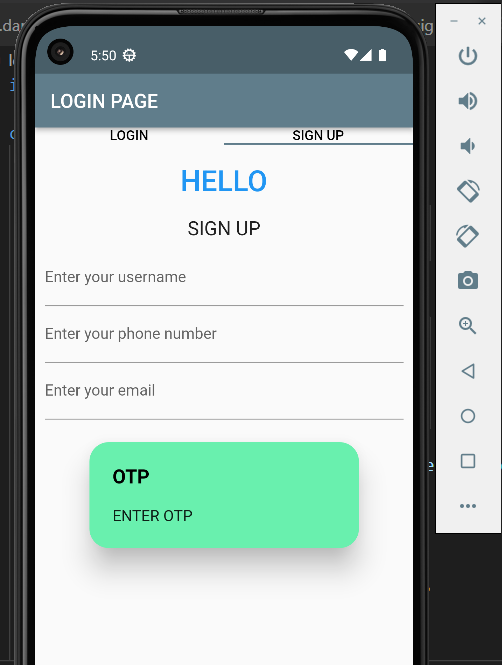 5:50
LOGIN PAGE
LOGIN SIGN UP
HELLO
SIGN UP
Enter your username
Enter your phone number
Enter your email
OTP
ENTER OTP